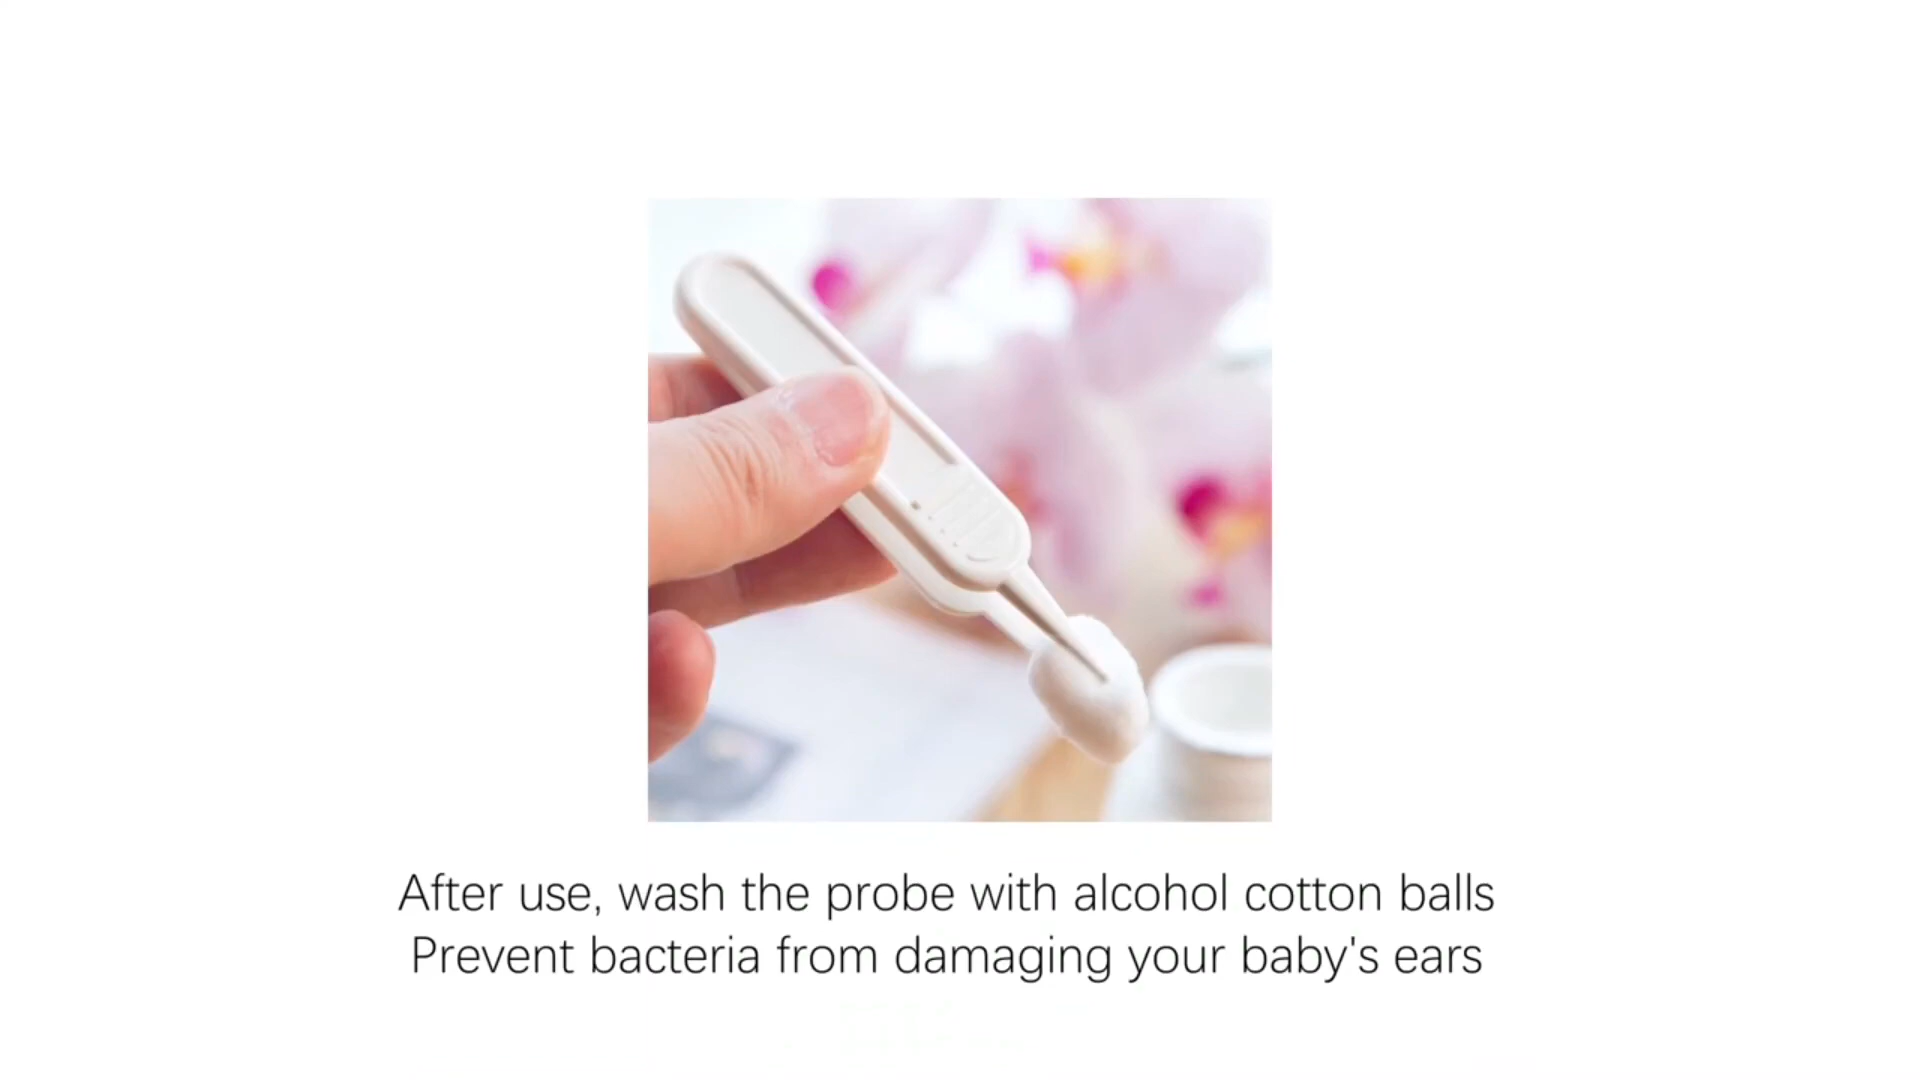 After use, wash the probe with alcohol cotton balls
Prevent bacteria from damaging your baby's ears